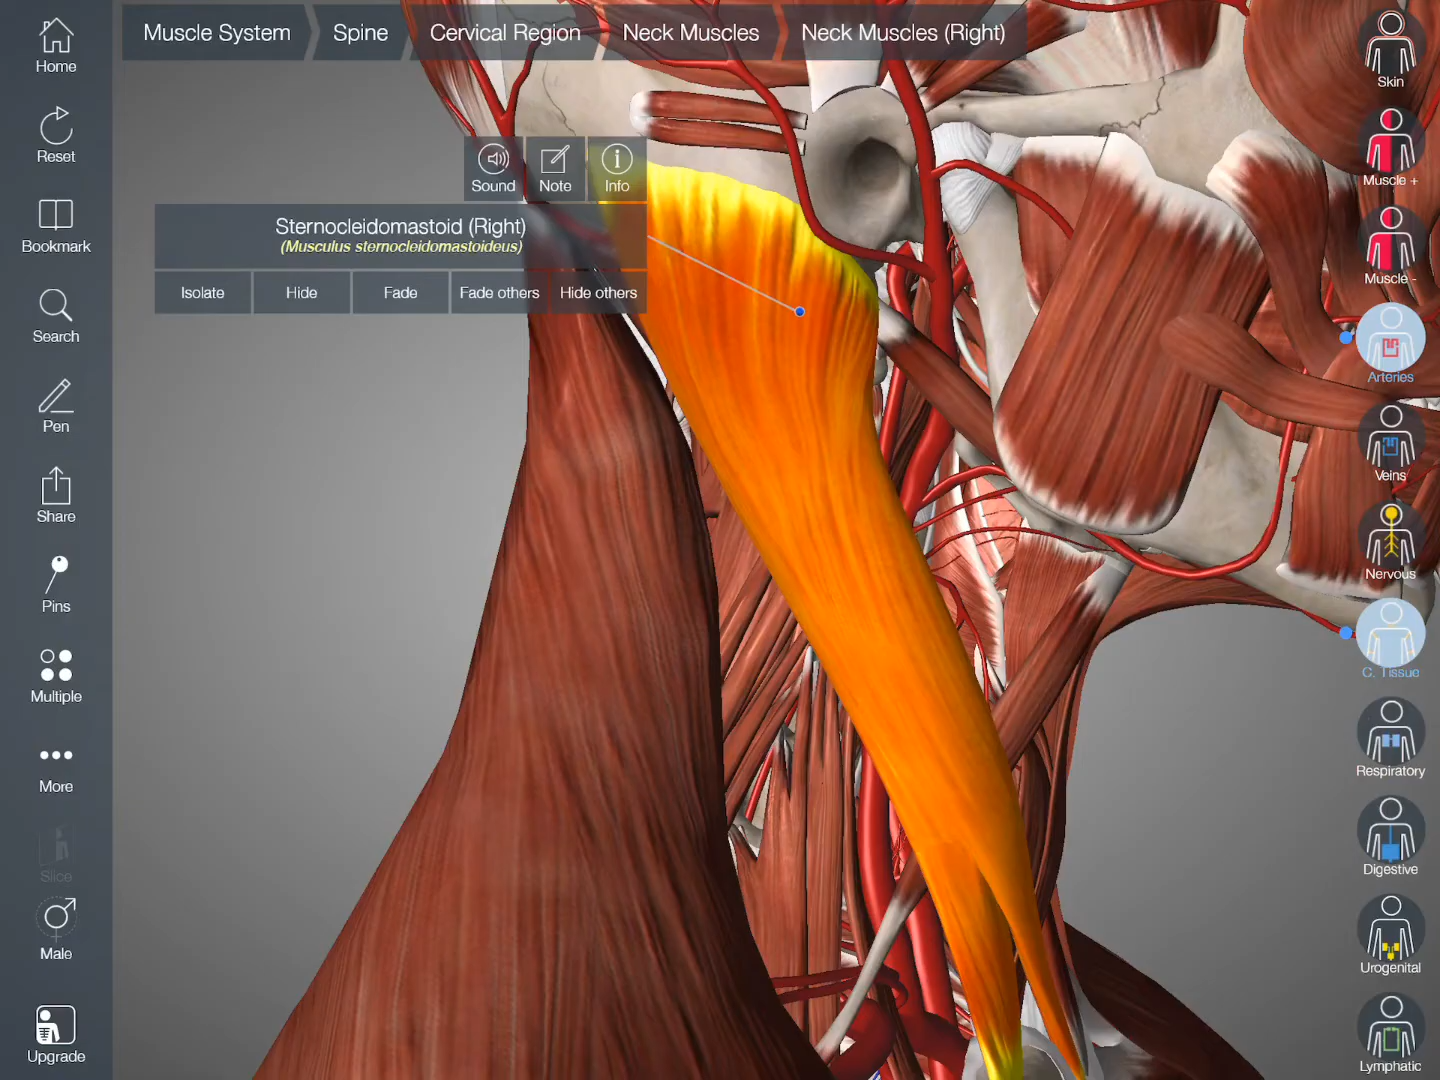 Muscle System
Spine
Cervical Region
Neck Muscles
Neck Muscles (Right)
Home
Reset
Bookmark
Search
Pen
Share
Pins
Multiple
More
Slice
Male
Upgrade
Sound
Note
Info
Sternocleidomastoid (Right)
(Musculus sternocleidomastoideus)
Isolate
Hide
Fade
Fade others
Hide others
Skin
Muscle +
Muscle -
Arteries
Veins
Nervous
C. Tissue
Respiratory
Digestive
Urogenital
Lymphatic